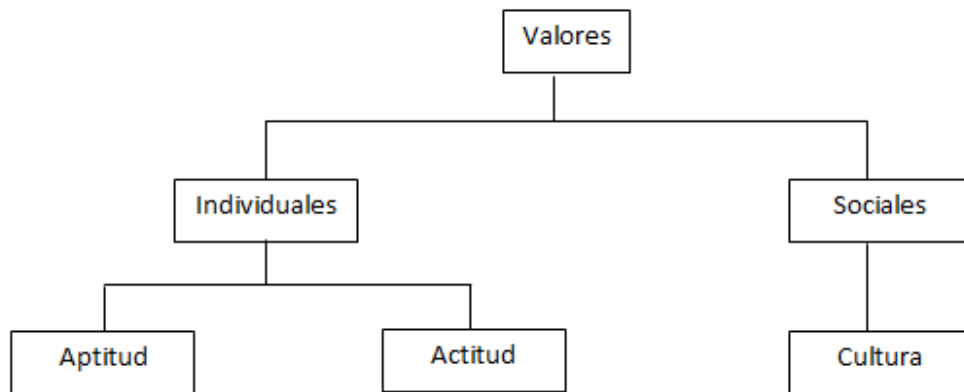 Valores
Individuales
Sociales
Aptitud
Actitud
Cultura